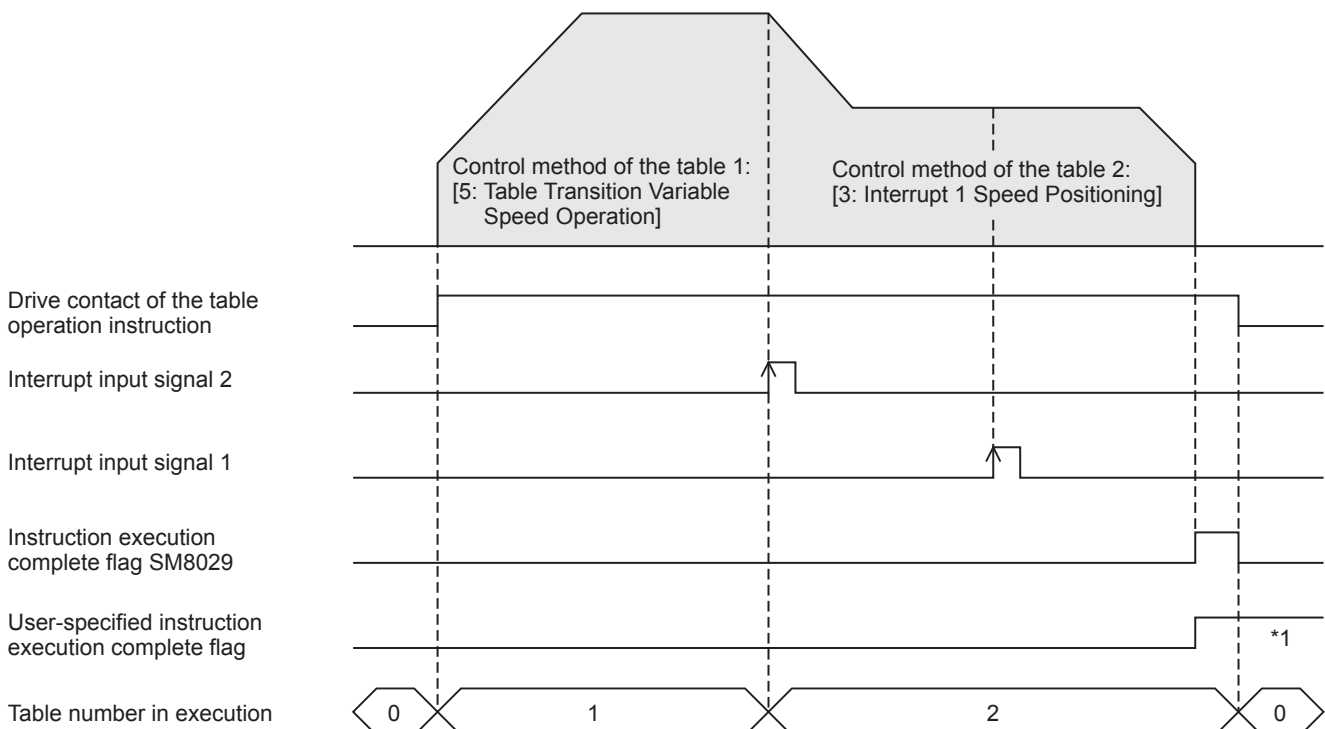 Control method of the table 1:
[5: Table Transition Variable
Speed Operation]
Control method of the table 2:
[3: Interrupt 1 Speed Positioning]
Drive contact of the table
operation instruction
Interrupt input signal 2
Interrupt input signal 1
Instruction execution
complete flag SM8029
User-specified instruction
execution complete flag
*1
Table number in execution
0
1
2
0